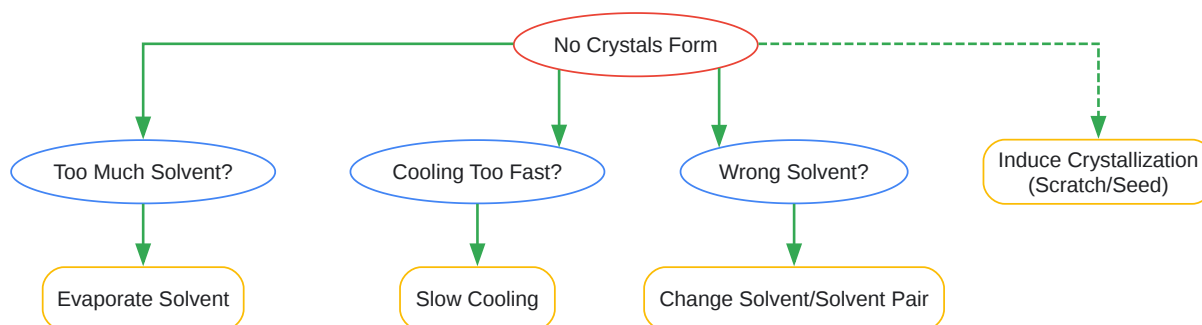 No Crystals Form
Too Much Solvent?
Cooling Too Fast?
Wrong Solvent?
Induce Crystallization
(Scratch/Seed)
Evaporate Solvent
Slow Cooling
Change Solvent/Solvent Pair